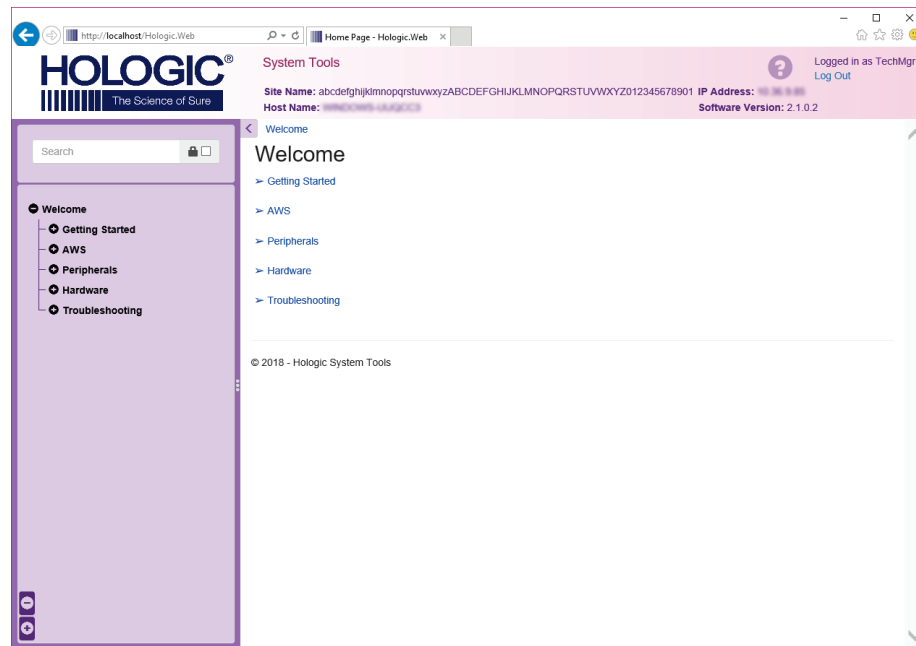 http://localhost/Hologic.Web
Home Page - Hologic.Web
HOLOGIC®
The Science of Sure
System Tools
Logged in as TechMgr
Log Out
Site Name: abcdefghijklmnopqrstuvwxyzABCDEFGHIJKLMNOPQRSTUVWXYZ012345678901 IP Address:
Host Name:
Software Version: 2.1.0.2
Search
Welcome
Getting Started
AWS
Peripherals
Hardware
Troubleshooting
Welcome
Welcome
➢ Getting Started
➢ AWS
➢ Peripherals
➢ Hardware
➢ Troubleshooting
© 2018 - Hologic System Tools